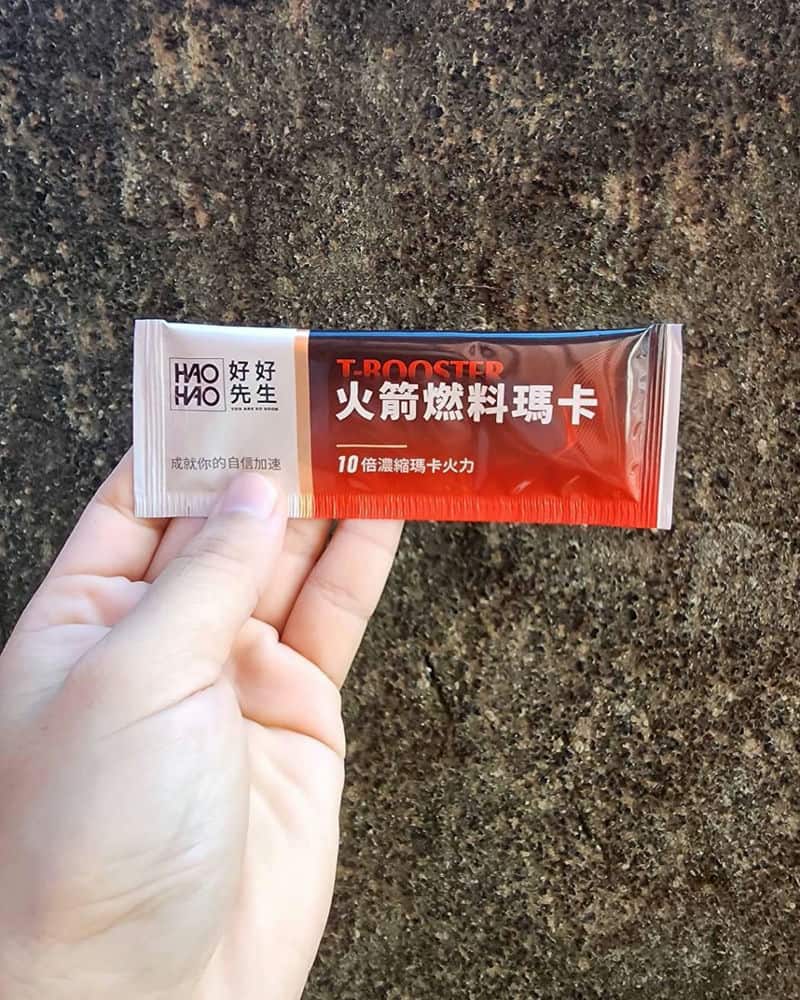 HAO
HAO
好好
先生
YOU ARE SO GOOD
成就你的自信加速
T-BOOSTER
火箭燃料瑪卡
10倍濃縮瑪卡火力